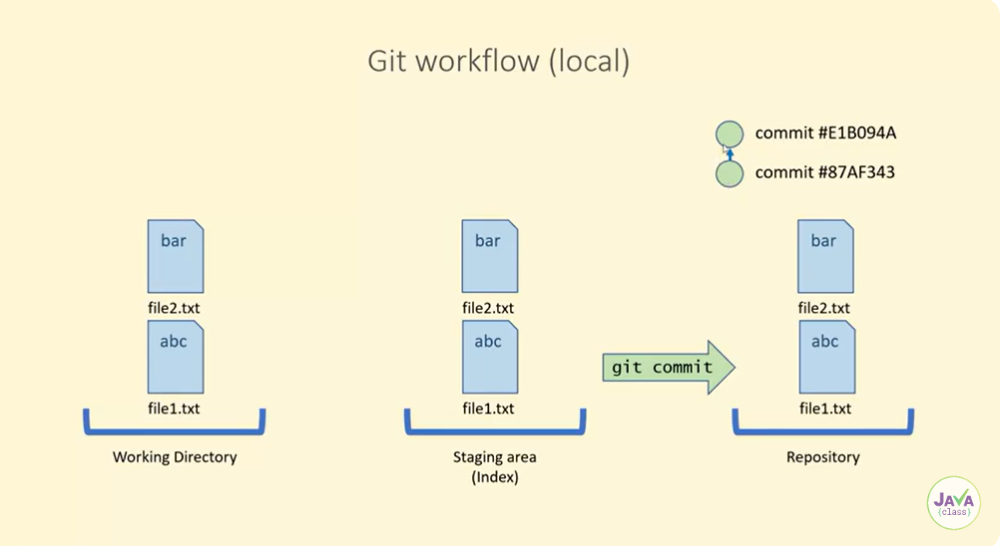 Git workflow (local)
commit #E1B094A
commit #87AF343
bar
file2.txt
abc
file1.txt
Working Directory
bar
file2.txt
abc
file1.txt
Staging area
(Index)
git commit
bar
file2.txt
abc
file1.txt
Repository
JAVA
{class}